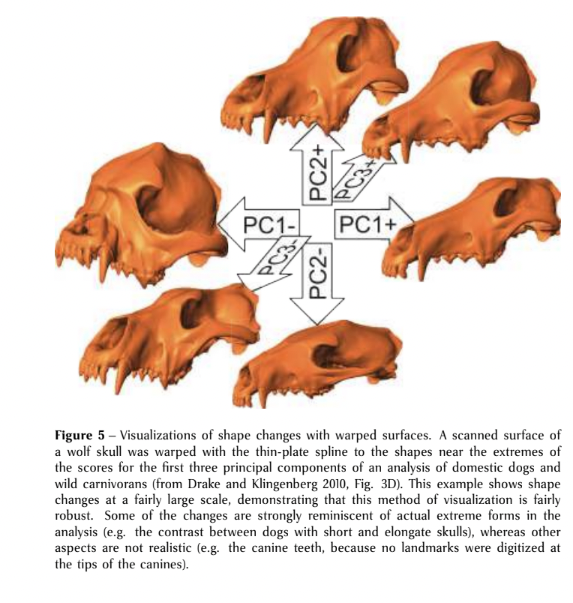 PC2+
PC3+
PC1-
PC1+
PC3-
PC2-
Figure 5 – Visualizations of shape changes with warped surfaces. A scanned surface of
a wolf skull was warped with the thin-plate spline to the shapes near the extremes of
the scores for the first three principal components of an analysis of domestic dogs and
wild carnivorans (from Drake and Klingenberg 2010, Fig. 3D). This example shows shape
changes at a fairly large scale, demonstrating that this method of visualization is fairly
robust. Some of the changes are strongly reminiscent of actual extreme forms in the
analysis (e.g. the contrast between dogs with short and elongate skulls), whereas other
aspects are not realistic (e.g. the canine teeth, because no landmarks were digitized at
the tips of the canines).